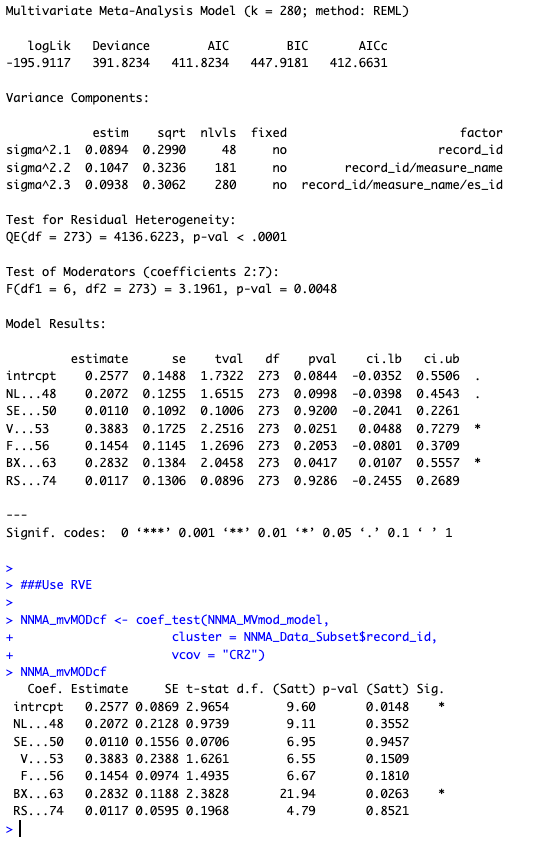 Multivariate Meta-Analysis Model (k = 280; method: REML)
logLik Deviance AIC BIC AICc
-195.9117 391.8234 411.8234 447.9181 412.6631
Variance Components:
estim sqrt nlvls fixed factor
sigma^2.1 0.0894 0.2990 48 no record_id
sigma^2.2 0.1047 0.3236 181 no record_id/measure_name
sigma^2.3 0.0938 0.3062 280 no record_id/measure_name/es_id
Test for Residual Heterogeneity:
QE(df = 273) = 4136.6223, p-val < .0001
Test of Moderators (coefficients 2:7):
F(df1 = 6, df2 = 273) = 3.1961, p-val = 0.0048
Model Results:
estimate se tval df pval ci.lb ci.ub
intrcpt 0.2577 0.1488 1.7322 273 0.0844 -0.0352 0.5506 .
NL...48 0.2072 0.1255 1.6515 273 0.0998 -0.0398 0.4543 .
SE...50 0.0110 0.1092 0.1006 273 0.9200 -0.2041 0.2261
V...53 0.3883 0.1725 2.2516 273 0.0251 0.0488 0.7279 *
F...56 0.1454 0.1145 1.2696 273 0.2053 -0.0801 0.3709
BX...63 0.2832 0.1384 2.0458 273 0.0417 0.0107 0.5557 *
RS...74 0.0117 0.1306 0.0896 273 0.9286 -0.2455 0.2689
---
Signif. codes: 0 ‘***’ 0.001 ‘**’ 0.01 ‘*’ 0.05 ‘.’ 0.1 ‘ ’ 1
>
> ###Use RVE
>
> NNMA_mvMODcf <- coef_test(NNMA_MVmod_model,
+ cluster = NNMA_Data_Subset$record_id,
+ vcov = "CR2")
> NNMA_mvMODcf
Coef. Estimate SE t-stat d.f. (Satt) p-val (Satt) Sig.
intrcpt 0.2577 0.0869 2.9654 9.60 0.0148 *
NL...48 0.2072 0.2128 0.9739 9.11 0.3552
SE...50 0.0110 0.1556 0.0706 6.95 0.9457
V...53 0.3883 0.2388 1.6261 6.55 0.1509
F...56 0.1454 0.0974 1.4935 6.67 0.1810
BX...63 0.2832 0.1188 2.3828 21.94 0.0263 *
RS...74 0.0117 0.0595 0.1968 4.79 0.8521
>